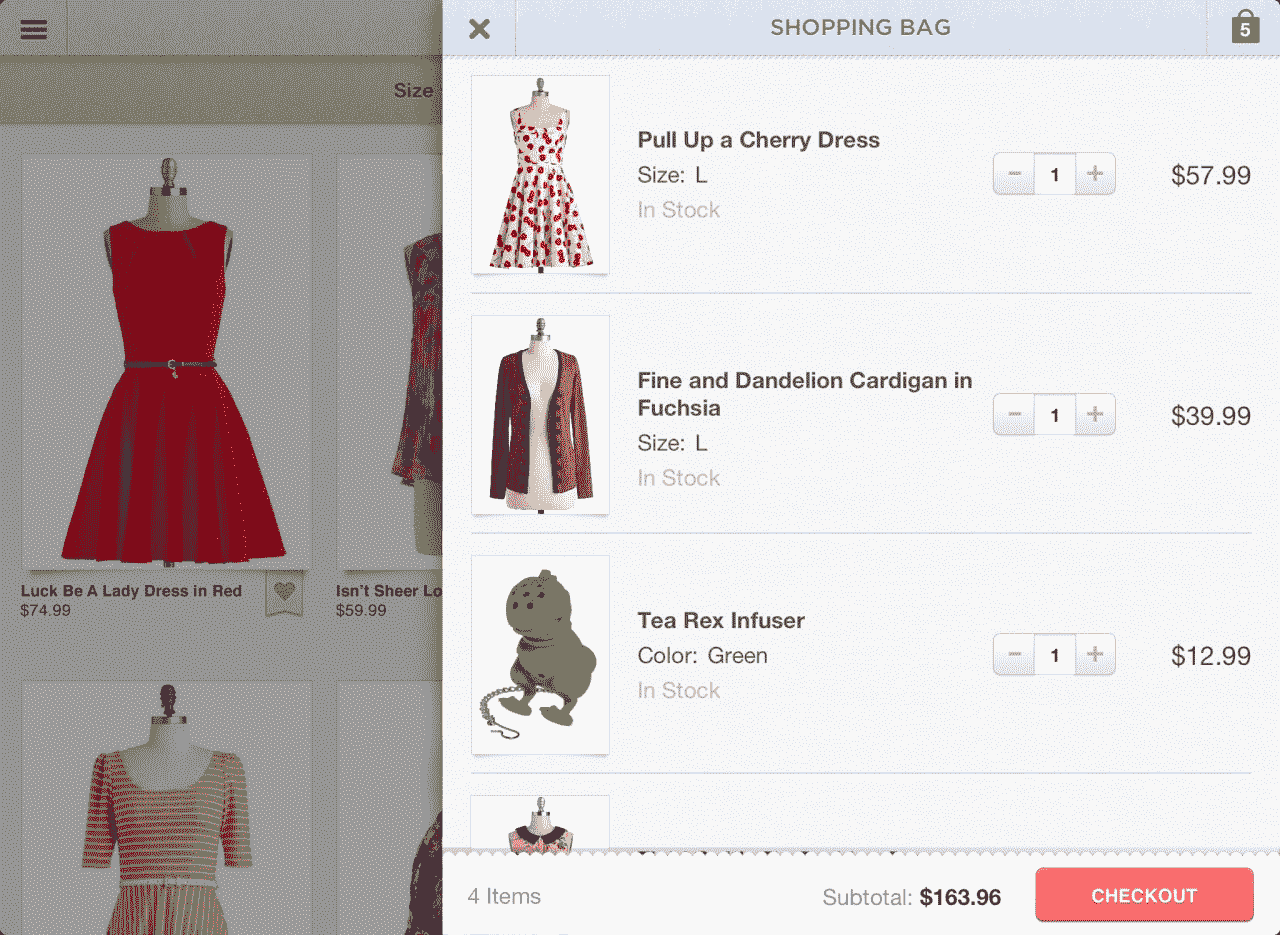 SHOPPING BAG
5
Size
Pull Up a Cherry Dress
Size: L
In Stock
1
$57.99
Fine and Dandelion Cardigan in
Fuchsia
Size: L
In Stock
1
$39.99
Luck Be A Lady Dress in Red
$74.99
Isn't Sheer Lo
$59.99
Tea Rex Infuser
Color: Green
In Stock
1
$12.99
4 Items
Subtotal: $163.96
CHECKOUT